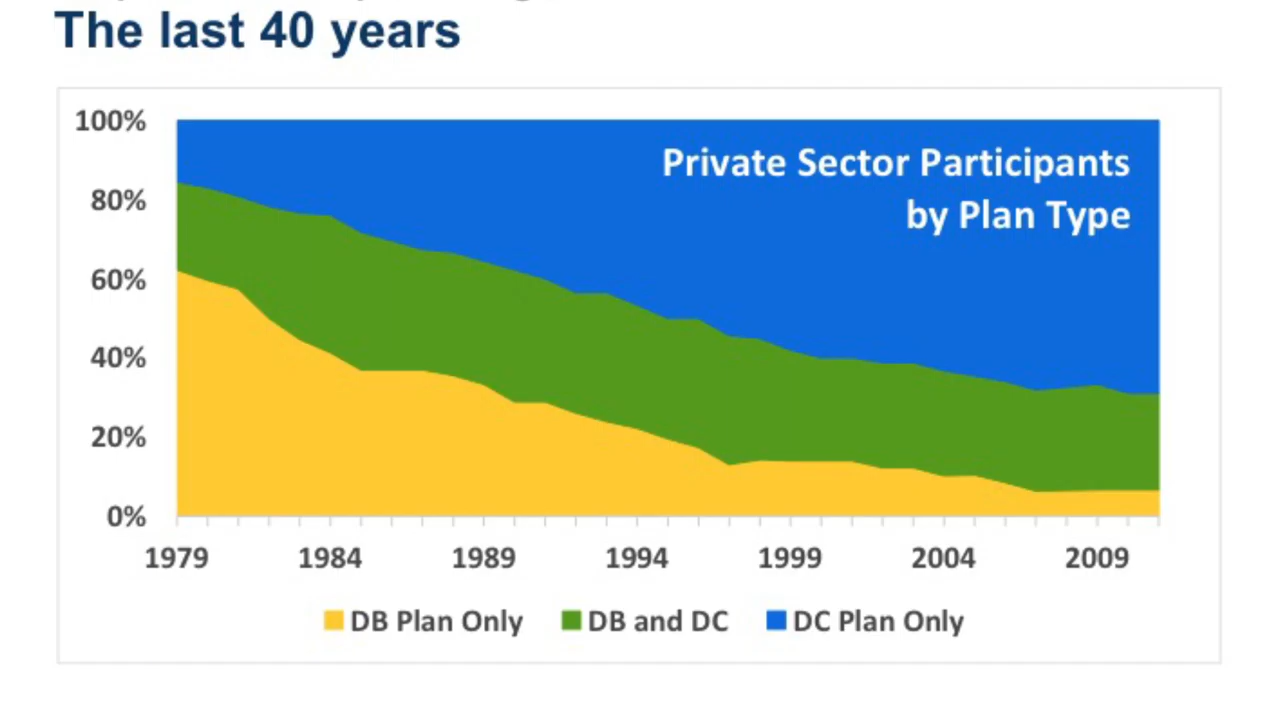 The last 40 years
Private Sector Participants
by Plan Type
100%
80%
60%
40%
20%
0%
1979 1984 1989 1994 1999 2004 2009
DB Plan Only DB and DC DC Plan Only